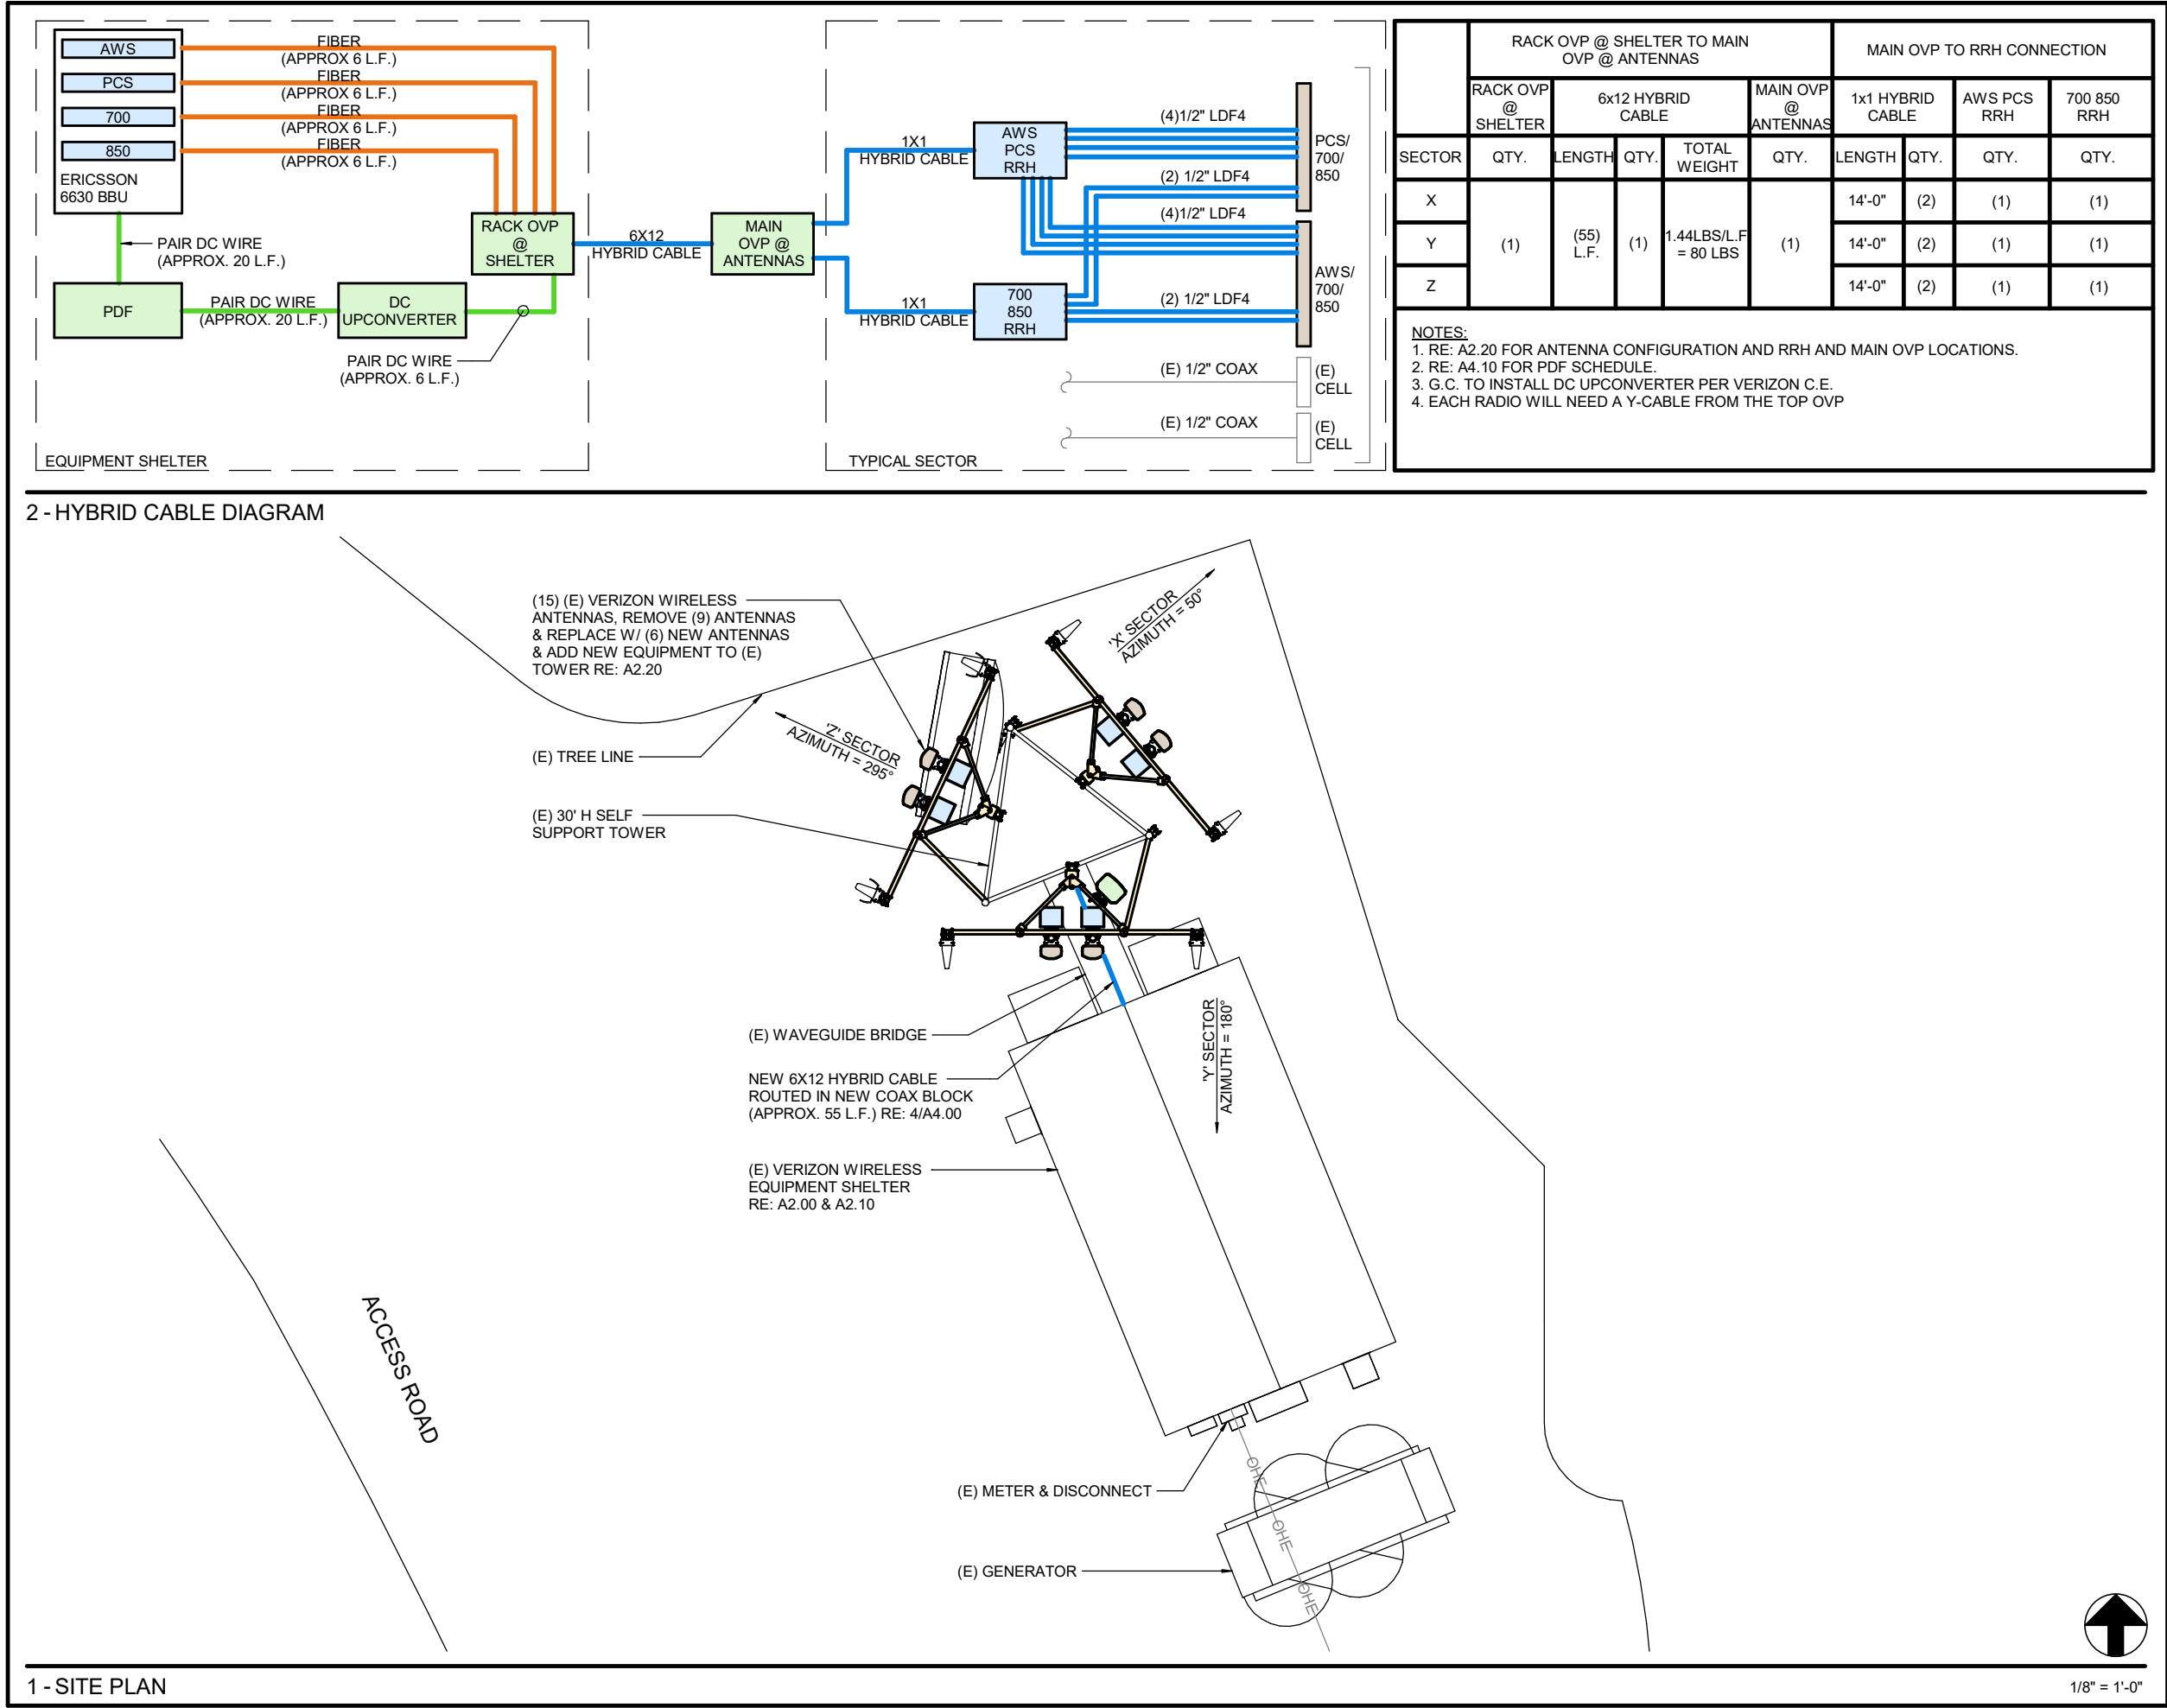 AWS
PCS
700
850
ERICSSON
6630 BBU
FIBER
(APPROX 6 L.F.)
FIBER
(APPROX 6 L.F.)
FIBER
(APPROX 6 L.F.)
FIBER
(APPROX 6 L.F.)
PAIR DC WIRE
(APPROX. 20 L.F.)
PDF
PAIR DC WIRE
(APPROX. 20 L.F.)
DC
UPCONVERTER
PAIR DC WIRE
(APPROX. 6 L.F.)
RACK OVP
@
SHELTER
EQUIPMENT SHELTER
6X12
HYBRID CABLE
MAIN
OVP @
ANTENNAS
1X1
HYBRID CABLE
1X1
HYBRID CABLE
AWS
PCS
RRH
700
850
RRH
(4)1/2" LDF4
(2) 1/2" LDF4
(4)1/2" LDF4
(2) 1/2" LDF4
(E) 1/2" COAX
(E) 1/2" COAX
PCS/
700/
850
AWS/
700/
850
(E)
CELL
(E)
CELL
TYPICAL SECTOR
RACK OVP @ SHELTER TO MAIN
OVP @ ANTENNAS
MAIN OVP TO RRH CONNECTION
RACK OVP
@
SHELTER
6x12 HYBRID
CABLE
MAIN OVP
@
ANTENNAS
1x1 HYBRID
CABLE
AWS PCS
RRH
700 850
RRH
SECTOR QTY. LENGTH QTY. TOTAL WEIGHT QTY. LENGTH QTY. QTY. QTY.
X 14'-0" (2) (1) (1)
Y (1) (55) L.F. (1) 1.44LBS/L.F = 80 LBS (1) 14'-0" (2) (1) (1)
Z 14'-0" (2) (1) (1)
NOTES:
1. RE: A2.20 FOR ANTENNA CONFIGURATION AND RRH AND MAIN OVP LOCATIONS.
2. RE: A4.10 FOR PDF SCHEDULE.
3. G.C. TO INSTALL DC UPCONVERTER PER VERIZON C.E.
4. EACH RADIO WILL NEED A Y-CABLE FROM THE TOP OVP
2 - HYBRID CABLE DIAGRAM
(15) (E) VERIZON WIRELESS
ANTENNAS, REMOVE (9) ANTENNAS
& REPLACE W/ (6) NEW ANTENNAS
& ADD NEW EQUIPMENT TO (E)
TOWER RE: A2.20
'X' SECTOR
AZIMUTH = 50°
'Z' SECTOR
AZIMUTH = 295°
(E) TREE LINE
(E) 30' H SELF
SUPPORT TOWER
(E) WAVEGUIDE BRIDGE
'Y' SECTOR
AZIMUTH = 180°
NEW 6X12 HYBRID CABLE
ROUTED IN NEW COAX BLOCK
(APPROX. 55 L.F.) RE: 4/A4.00
(E) VERIZON WIRELESS
EQUIPMENT SHELTER
RE: A2.00 & A2.10
ACCESS ROAD
(E) METER & DISCONNECT
OHE
OHE
OHE
(E) GENERATOR
1 - SITE PLAN
1/8" = 1'-0"